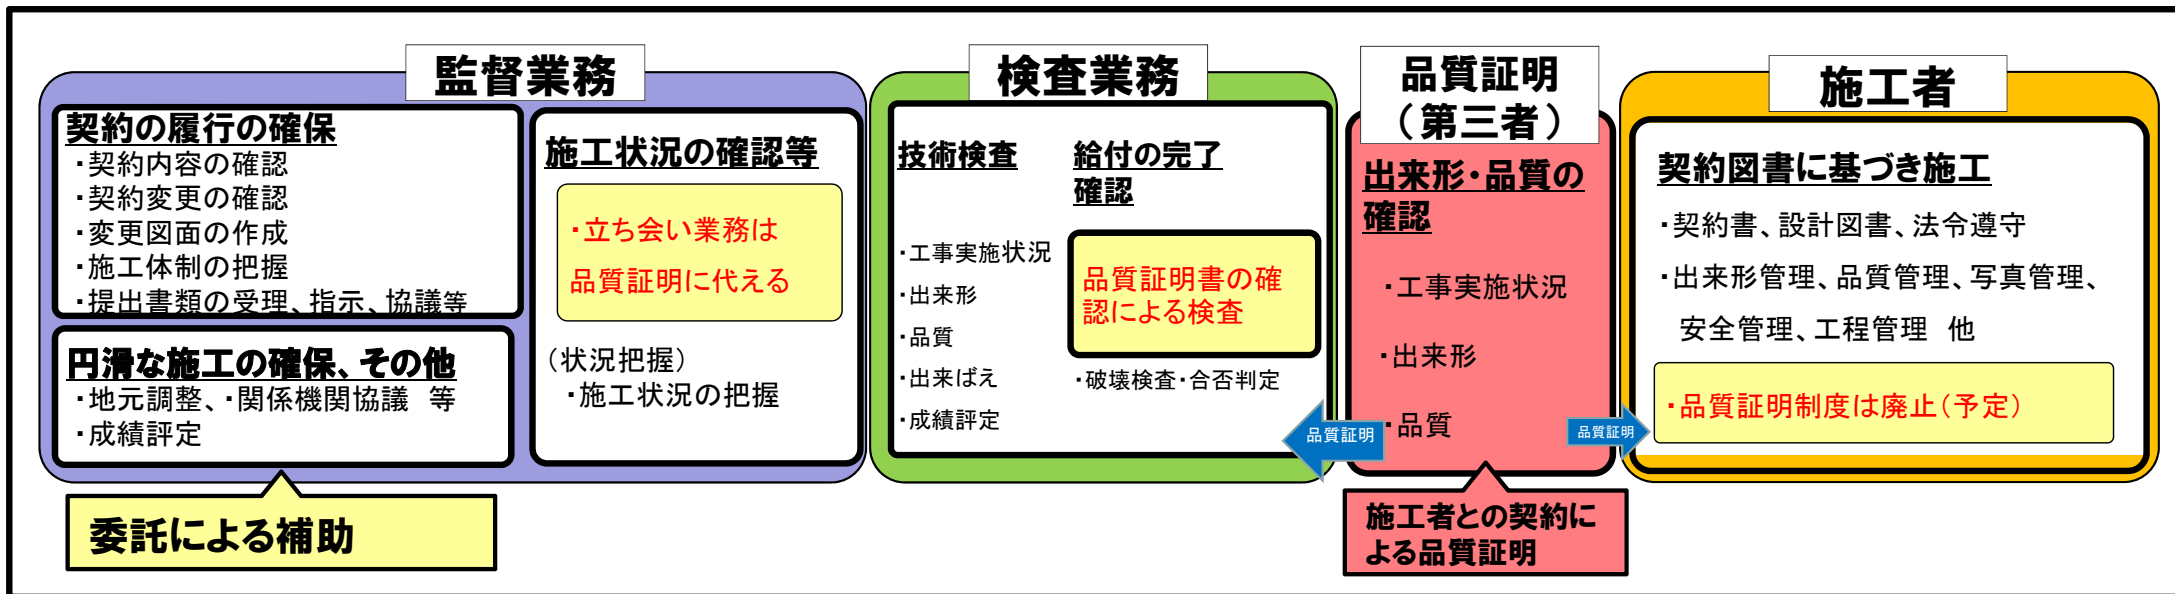 監督業務
契約の履行の確保
・契約内容の確認
・契約変更の確認
・変更図面の作成
・施工体制の把握
・提出書類の受理、指示、協議等
円滑な施工の確保、その他
・地元調整、・関係機関協議　等
・成績評定
施工状況の確認等
・立ち会い業務は
品質証明に代える
（状況把握）
・施工状況の把握
委託による補助
検査業務
技術検査
・工事実施状況
・出来形
・品質
・出来ばえ
・成績評定
給付の完了
確認
品質証明書の確
認による検査
・破壊検査・合否判定
品質証明
品質証明
（第三者）
出来形・品質の
確認
・工事実施状況
・出来形
・品質
品質証明
施工者との契約に
よる品質証明
施工者
契約図書に基づき施工
・契約書、設計図書、法令遵守
・出来形管理、品質管理、写真管理、
安全管理、工程管理　他
・品質証明制度は廃止（予定）